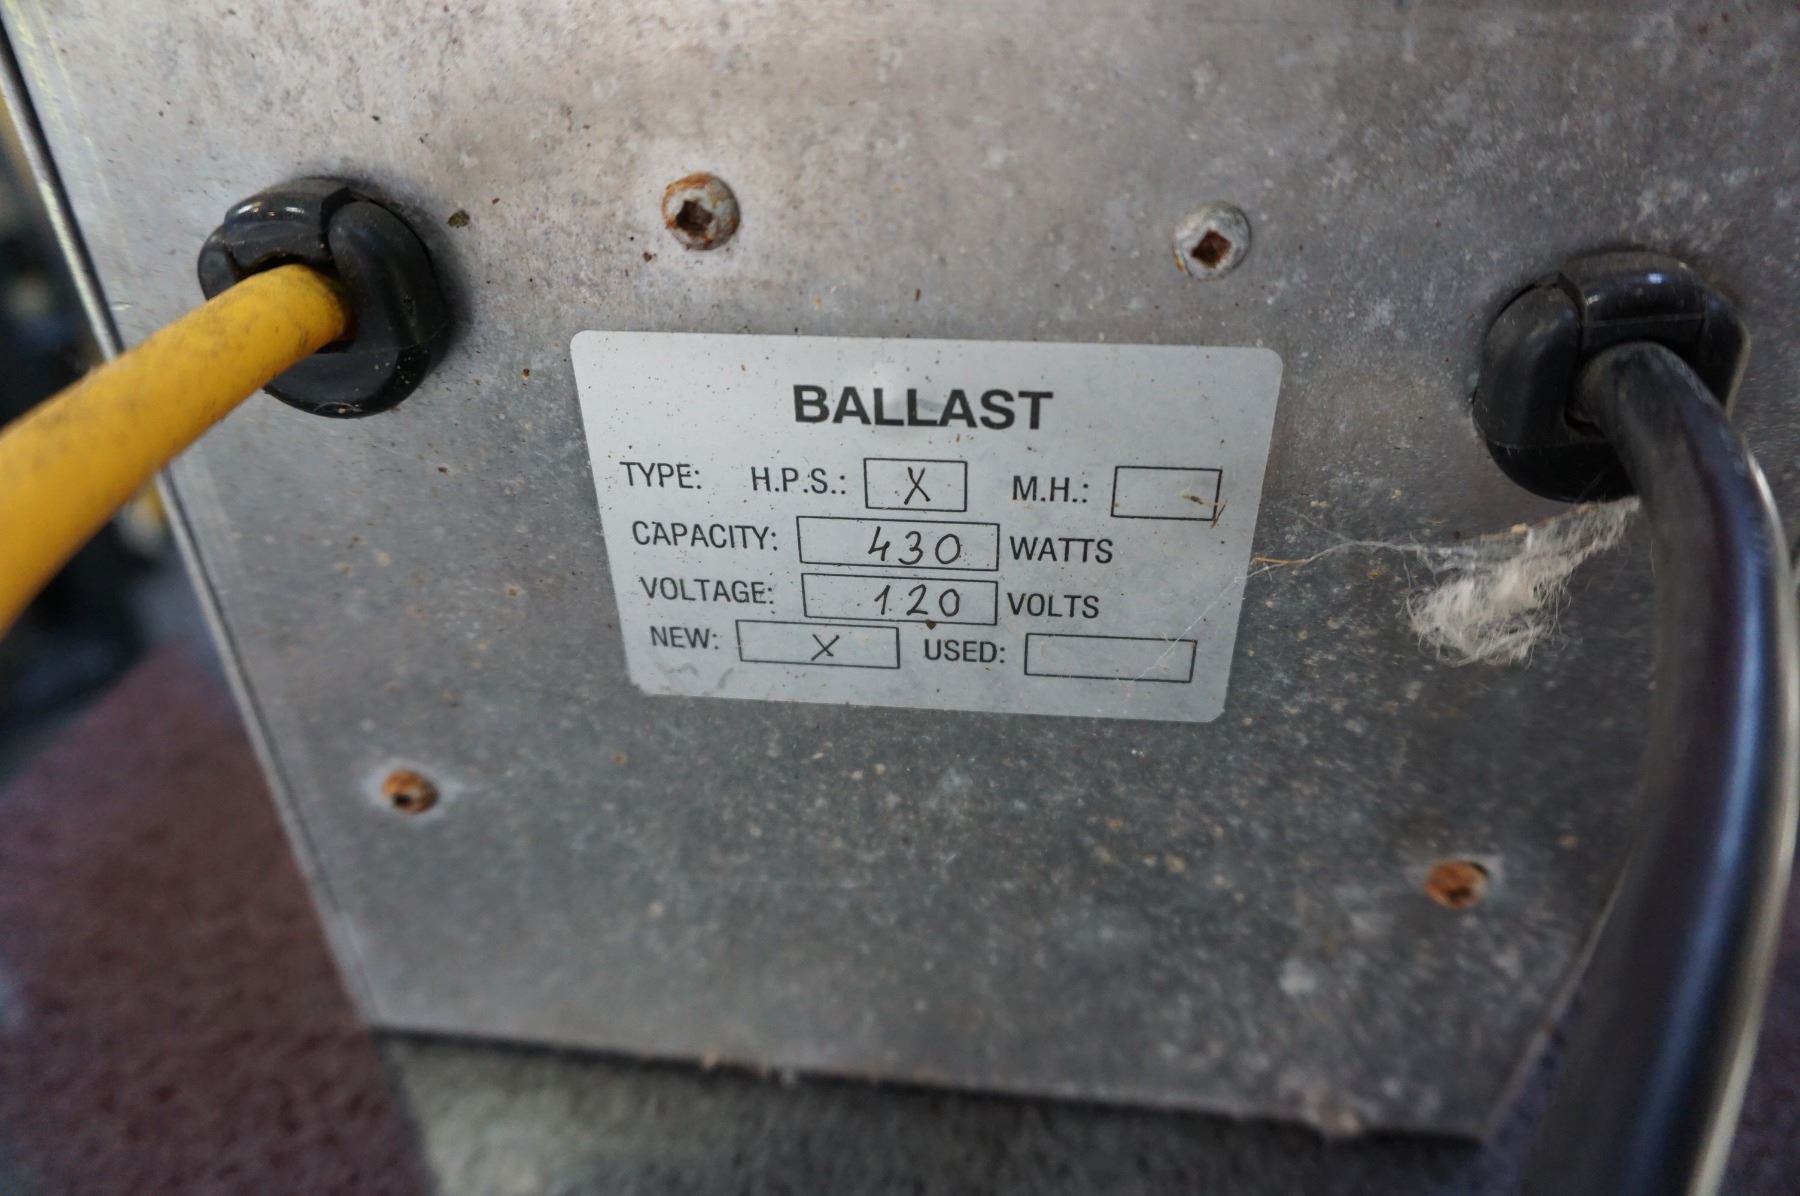 BALLAST
TYPE: H.P.S.: X M.H.:
CAPACITY: 430 WATTS
VOLTAGE: 120 VOLTS
NEW: X USED: